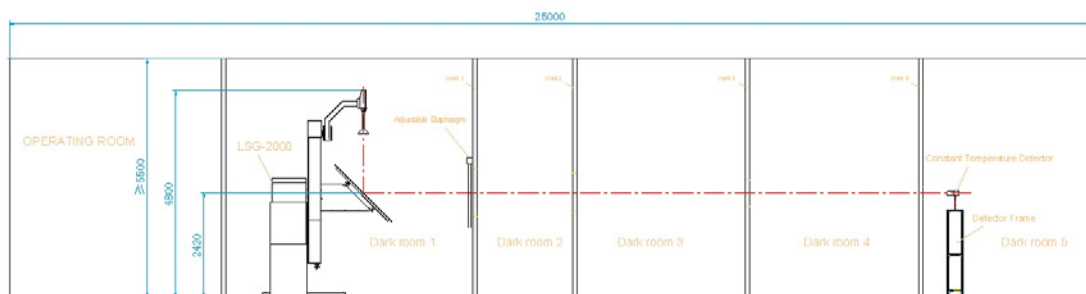 25000
OPERATING ROOM
≥5500
4800
2420
LSG-2000
Adjustable Diaphragm
Constant Temperature Detector
Detector Frame
Dark room 1
Dark room 2
Dark room 3
Dark room 4
Dark room 5